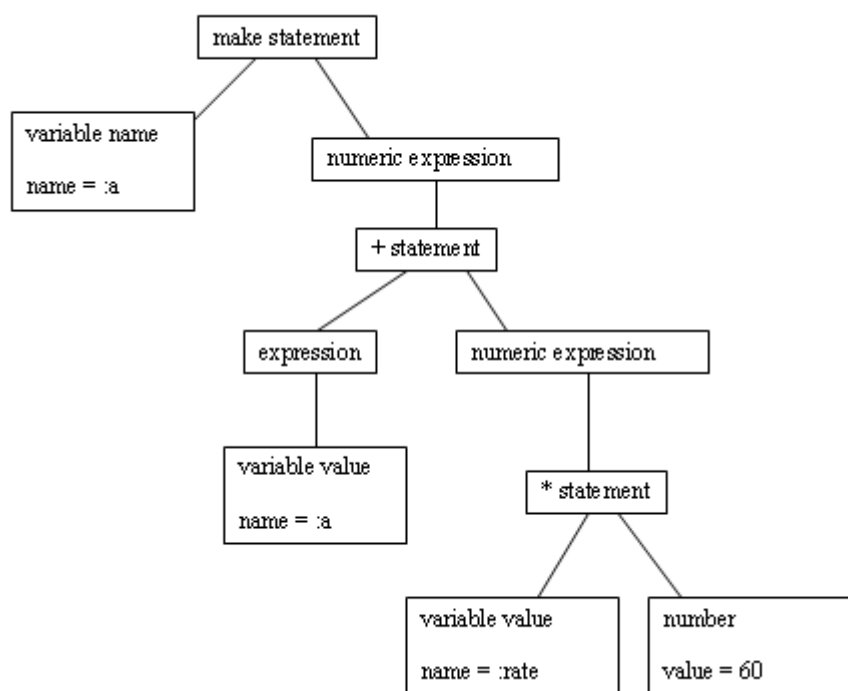 make statement
variable name
name = :a
numeric expression
+ statement
expression
numeric expression
variable value
name = :a
* statement
variable value
name = :rate
number
value = 60